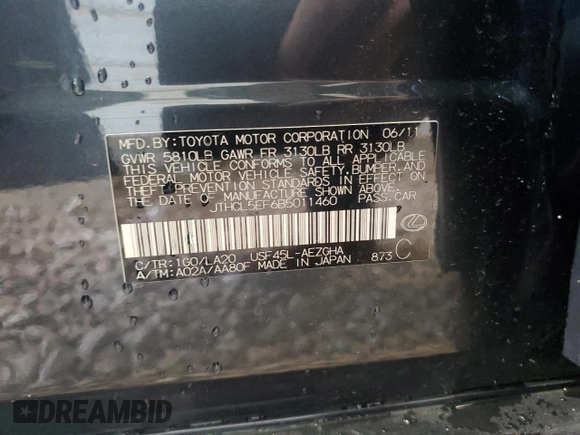 MFD.BY: TOYOTA MOTOR CORPORATION 06/11
GVWR 5810LB GAWR FR 3130LB RR 3130LB
THIS VEHICLE CONFORMS TO ALL APPLICABLE
FEDERAL MOTOR VEHICLE SAFETY, BUMPER, AND
THEFT PREVENTION STANDARDS IN EFFECT ON
THE DATE OF MANUFACTURE SHOWN ABOVE.
JTHCL5EF6B5011460 PASS.CAR
C/TR: 1G0/LA20 USF45L-AEZGHA
A/TM: A02A/AA80F MADE IN JAPAN 873 C
DREAMBID